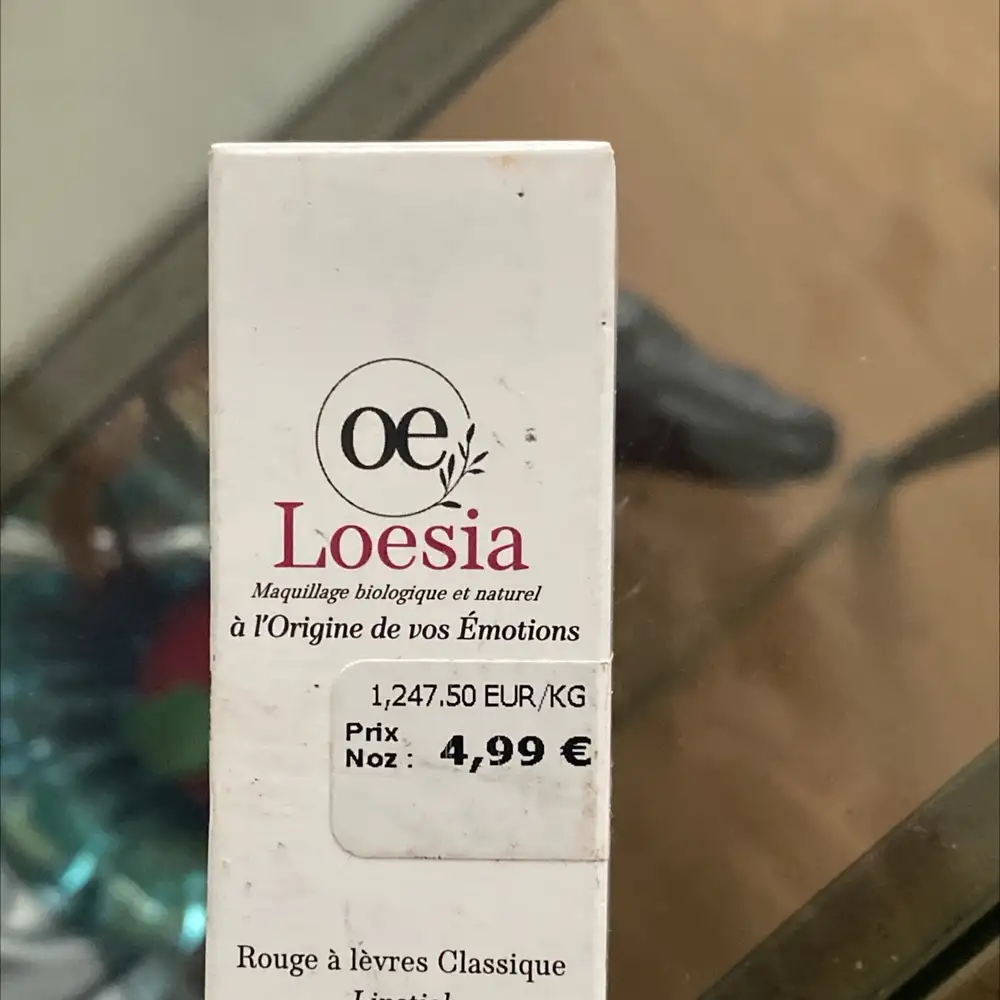 oe
Loesia
Maquillage biologique et naturel
à l'Origine de vos Émotions
1,247.50 EUR/KG
Prix
Noz : 4,99 €
Rouge à lèvres Classique